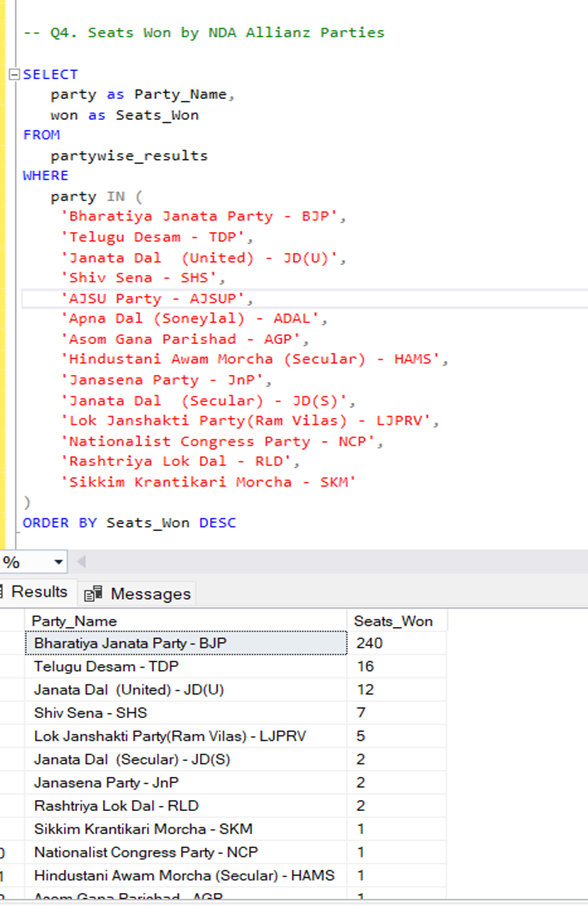 -- Q4. Seats Won by NDA Allianz Parties
SELECT
party as Party_Name,
won as Seats_Won
FROM
partywise_results
WHERE
party IN (
'Bharatiya Janata Party - BJP',
'Telugu Desam - TDP',
'Janata Dal  (United) - JD(U)',
'Shiv Sena - SHS',
'AJSU Party - AJSUP',
'Apna Dal (Soneylal) - ADAL',
'Asom Gana Parishad - AGP',
'Hindustani Awam Morcha (Secular) - HAMS',
'Janasena Party - JnP',
'Janata Dal  (Secular) - JD(S)',
'Lok Janshakti Party(Ram Vilas) - LJPRV',
'Nationalist Congress Party - NCP',
'Rashtriya Lok Dal - RLD',
'Sikkim Krantikari Morcha - SKM'
)
ORDER BY Seats_Won DESC
%
Results Messages
Party_Name Seats_Won
Bharatiya Janata Party - BJP 240
Telugu Desam - TDP 16
Janata Dal  (United) - JD(U) 12
Shiv Sena - SHS 7
Lok Janshakti Party(Ram Vilas) - LJPRV 5
Janata Dal  (Secular) - JD(S) 2
Janasena Party - JnP 2
Rashtriya Lok Dal - RLD 2
Sikkim Krantikari Morcha - SKM 1
0 Nationalist Congress Party - NCP 1
1 Hindustani Awam Morcha (Secular) - HAMS 1
Asom Gana Parishad - AGP 1